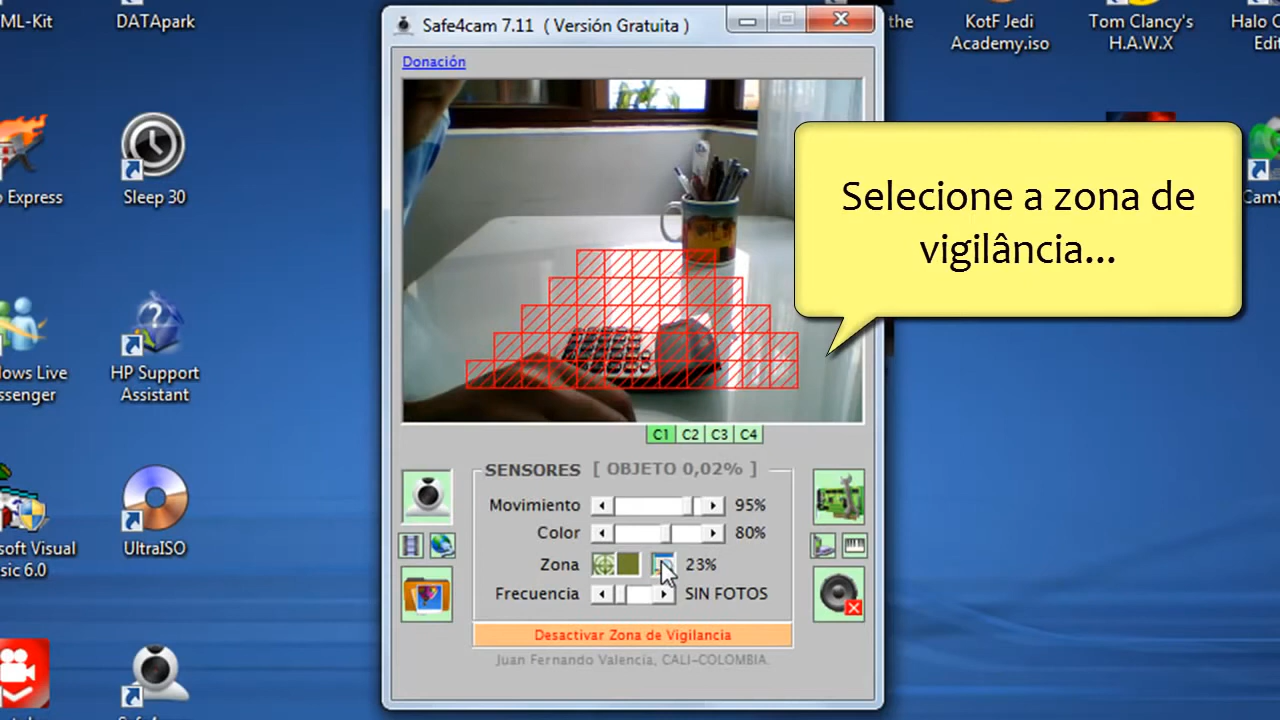 ML-Kit
DATApark
Safe4cam 7.11 ( Versión Gratuita )
the
KotF Jedi
Academy.iso
Tom Clancy's
H.A.W.X
Halo C
Edit
Donación
Selecione a zona de
vigilância...
o Express
Sleep 30
CamS
ows Live
ssenger
HP Support
Assistant
C1 C2 C3 C4
SENSORES [ OBJETO 0,02% ]
Movimiento 95%
Color 80%
Zona 23%
Frecuencia SIN FOTOS
Desactivar Zona de Vigilancia
Juan Fernando Valencia, CALI-COLOMBIA.
soft Visual
sic 6.0
UltraISO